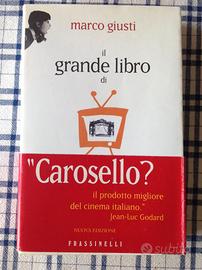 marco giusti
il
grande libro
di
"Carosello?
il prodotto migliore
del cinema italiano."
Jean-Luc Godard
NUOVA EDIZIONE
FRASSINELLI
subito